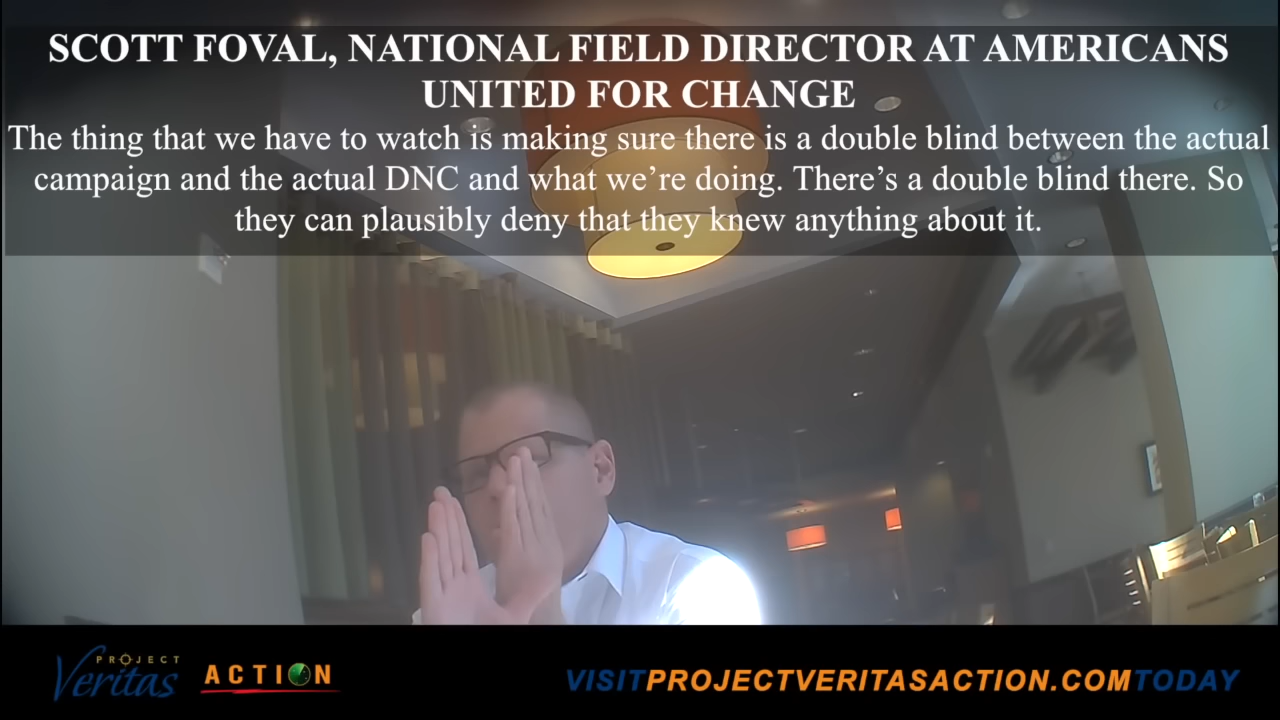 SCOTT FOVAL, NATIONAL FIELD DIRECTOR AT AMERICANS
UNITED FOR CHANGE
The thing that we have to watch is making sure there is a double blind between the actual
campaign and the actual DNC and what we’re doing. There’s a double blind there. So
they can plausibly deny that they knew anything about it.
PROJECT
Veritas ACTION
VISITPROJECTVERITASACTION.COMTODAY